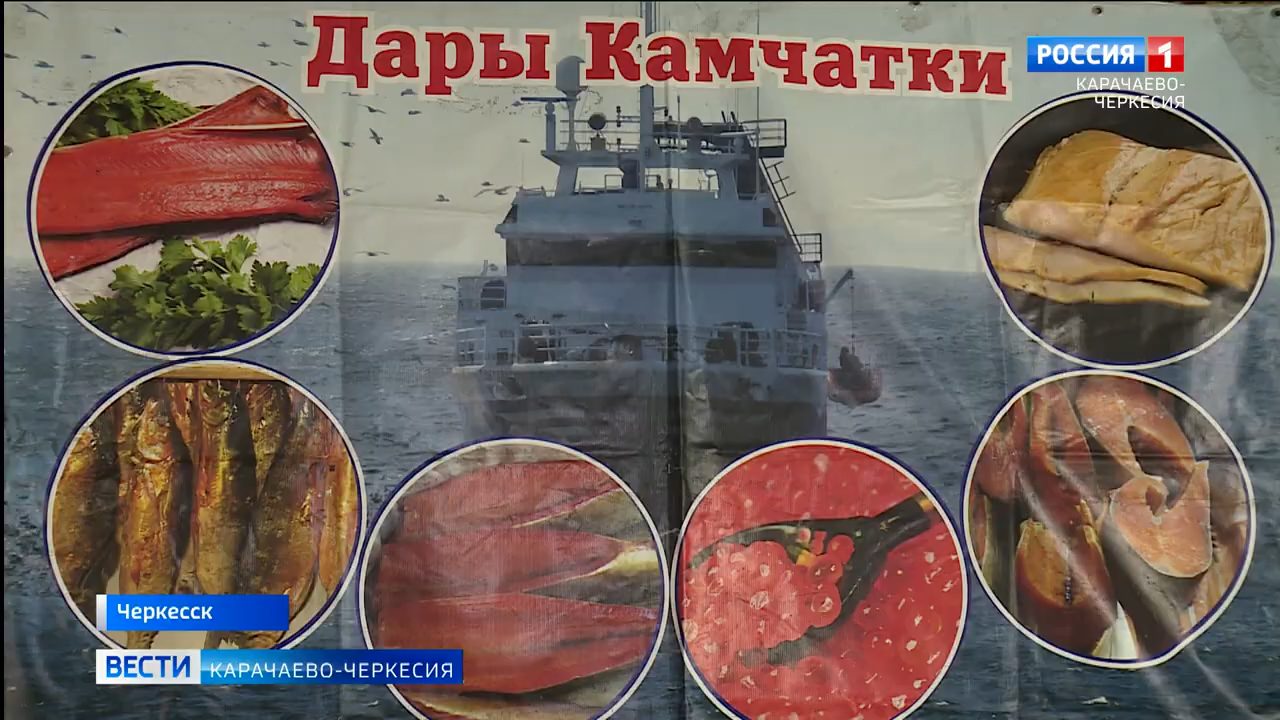 Дары Камчатки
РОССИЯ 1
КАРАЧАЕВО-
ЧЕРКЕСИЯ
Черкесск
ВЕСТИ КАРАЧАЕВО-ЧЕРКЕСИЯ